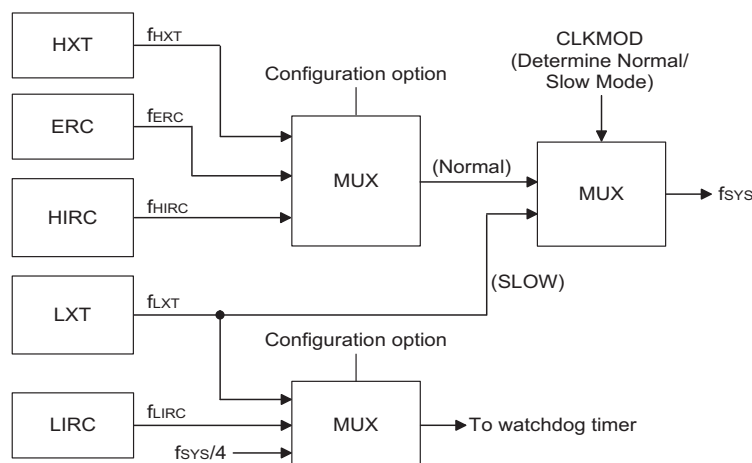 HXT
fHXT
CLKMOD
(Determine Normal/
Slow Mode)
Configuration option
ERC
fERC
MUX
(Normal)
MUX
fSYS
HIRC
fHIRC
LXT
fLXT
(SLOW)
Configuration option
LIRC
fLIRC
MUX
To watchdog timer
fSYS/4